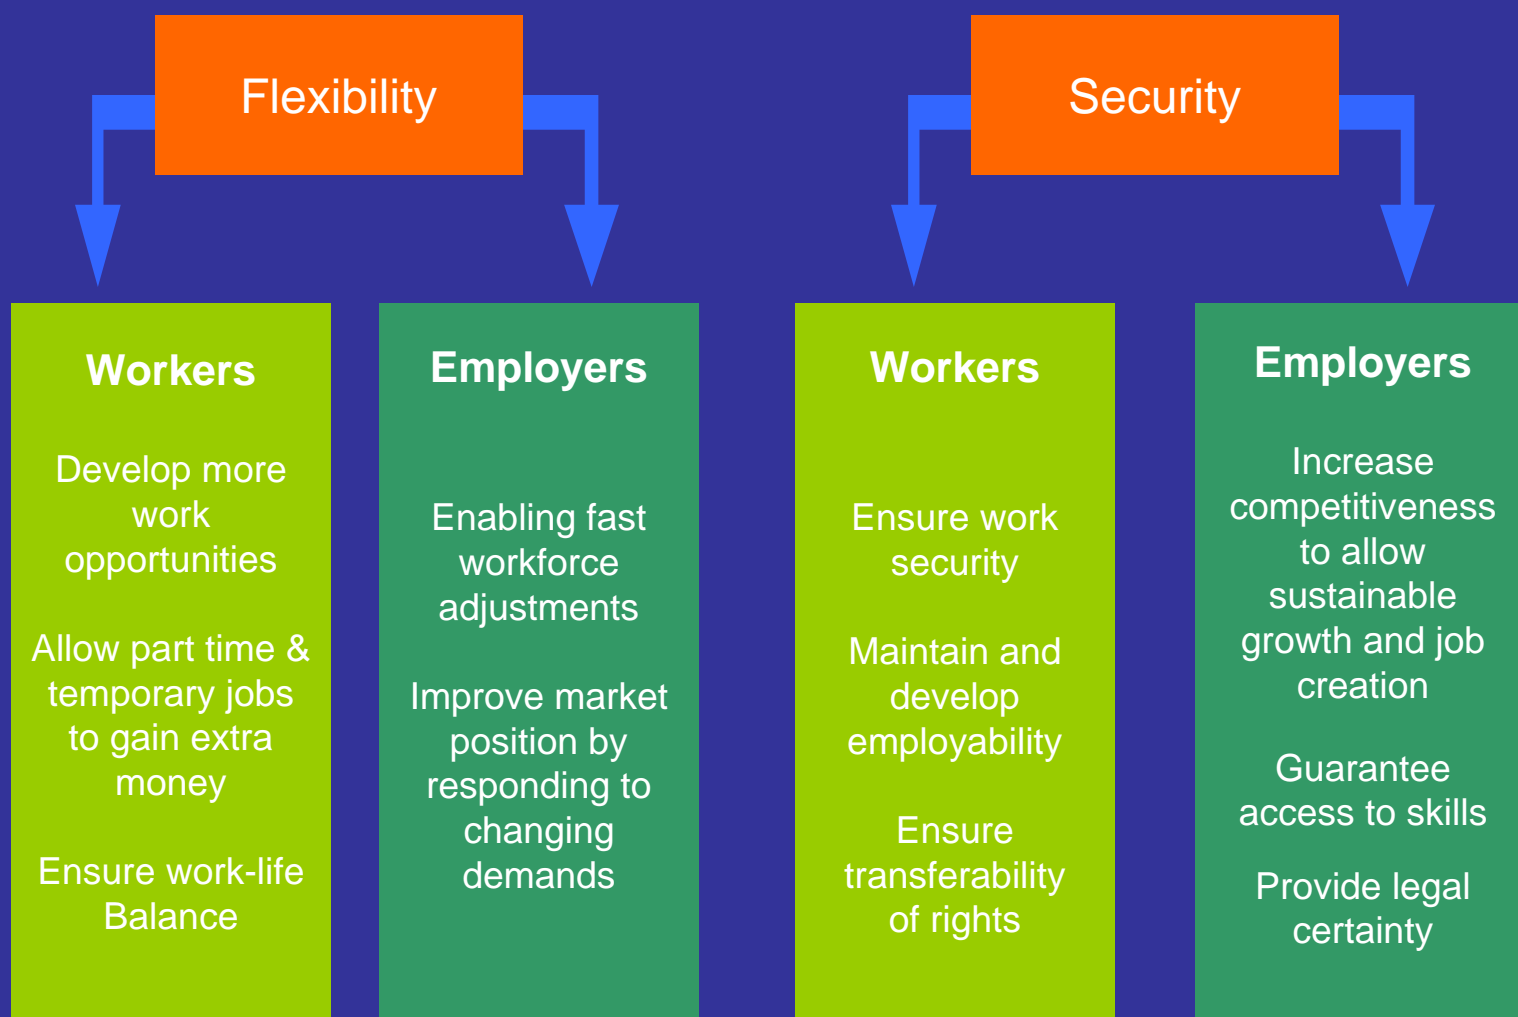 Flexibility
Security
Workers
Develop more
work
opportunities
Allow part time &
temporary jobs
to gain extra
money
Ensure work-life
Balance
Employers
Enabling fast
workforce
adjustments
Improve market
position by
responding to
changing
demands
Workers
Ensure work
security
Maintain and
develop
employability
Ensure
transferability
of rights
Employers
Increase
competitiveness
to allow
sustainable
growth and job
creation
Guarantee
access to skills
Provide legal
certainty